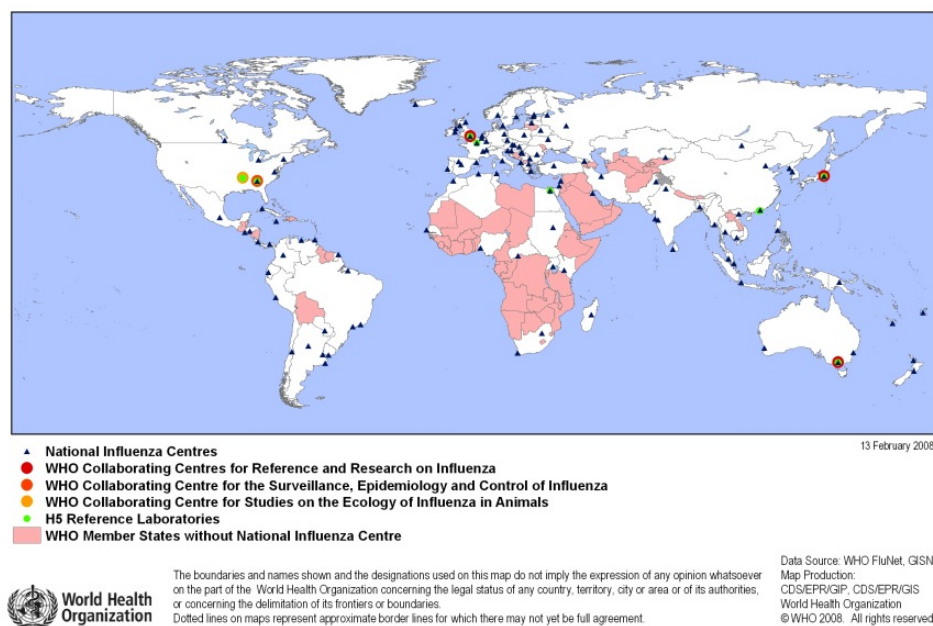 13 February 2008
National Influenza Centres
WHO Collaborating Centres for Reference and Research on Influenza
WHO Collaborating Centre for the Surveillance, Epidemiology and Control of Influenza
WHO Collaborating Centre for Studies on the Ecology of Influenza in Animals
H5 Reference Laboratories
WHO Member States without National Influenza Centre
World Health
Organization
The boundaries and names shown and the designations used on this map do not imply the expression of any opinion whatsoever
on the part of the World Health Organization concerning the legal status of any country, territory, city or area or of its authorities,
or concerning the delimitation of its frontiers or boundaries.
Dotted lines on maps represent approximate border lines for which there may not yet be full agreement.
Data Source: WHO FluNet, GISN
Map Production:
CDS/EPR/GIP, CDS/EPR/GIS
World Health Organization
© WHO 2008. All rights reserved